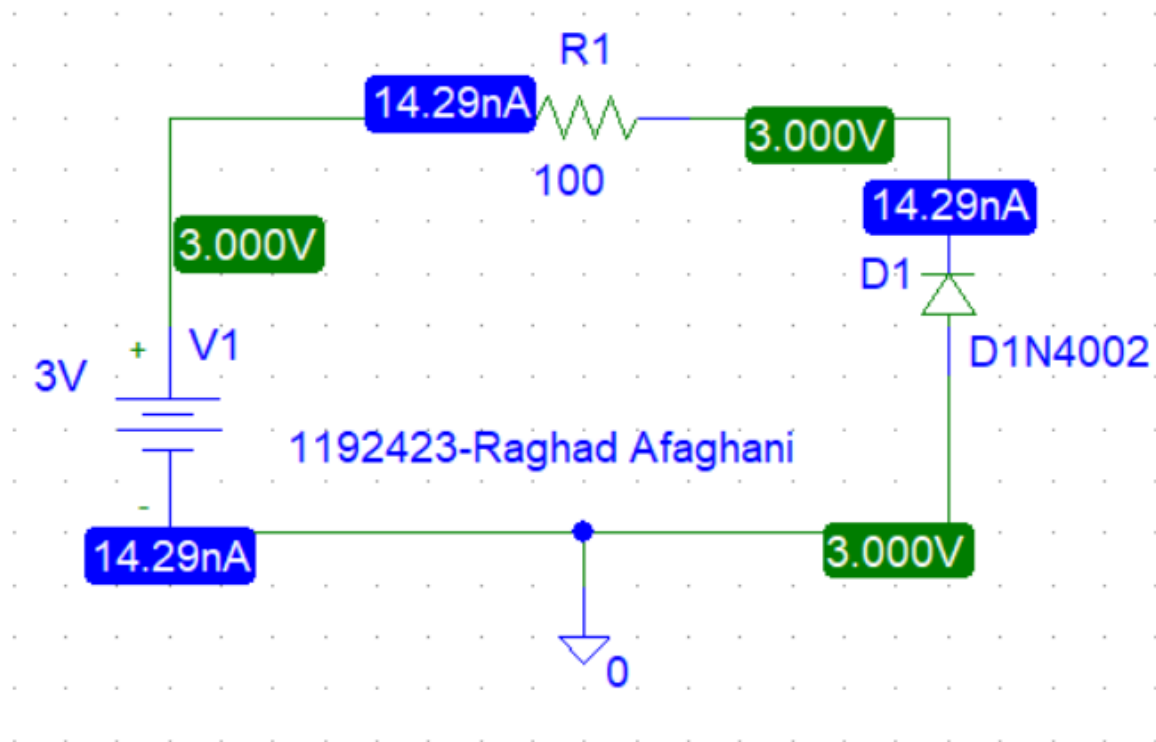 R1
14.29nA
3.000V
100
14.29nA
3.000V
D1
+
V1
D1N4002
3V
1192423-Raghad Afaghani
-
14.29nA
3.000V
0